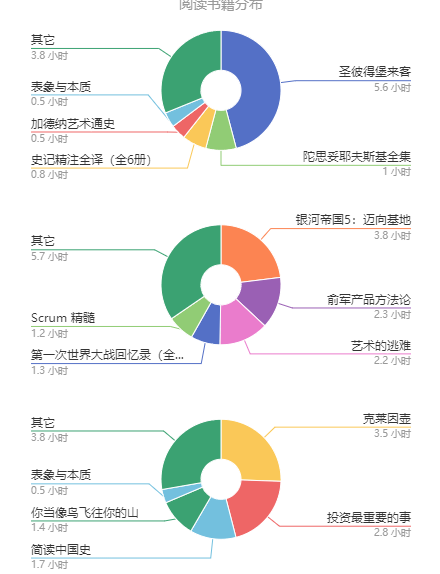 阅读书籍分布
其它
3.8 小时
圣彼得堡来客
5.6 小时
表象与本质
0.5 小时
加德纳艺术通史
0.5 小时
史记精注全译（全6册）
0.8 小时
陀思妥耶夫斯基全集
1 小时
银河帝国5：迈向基地
3.8 小时
其它
5.7 小时
俞军产品方法论
2.3 小时
Scrum 精髓
1.2 小时
艺术的逃难
2.2 小时
第一次世界大战回忆录（全...
1.3 小时
其它
3.8 小时
克莱因壶
3.5 小时
表象与本质
0.5 小时
你当像鸟飞往你的山
1.4 小时
投资最重要的事
2.8 小时
简读中国史
1.7 小时